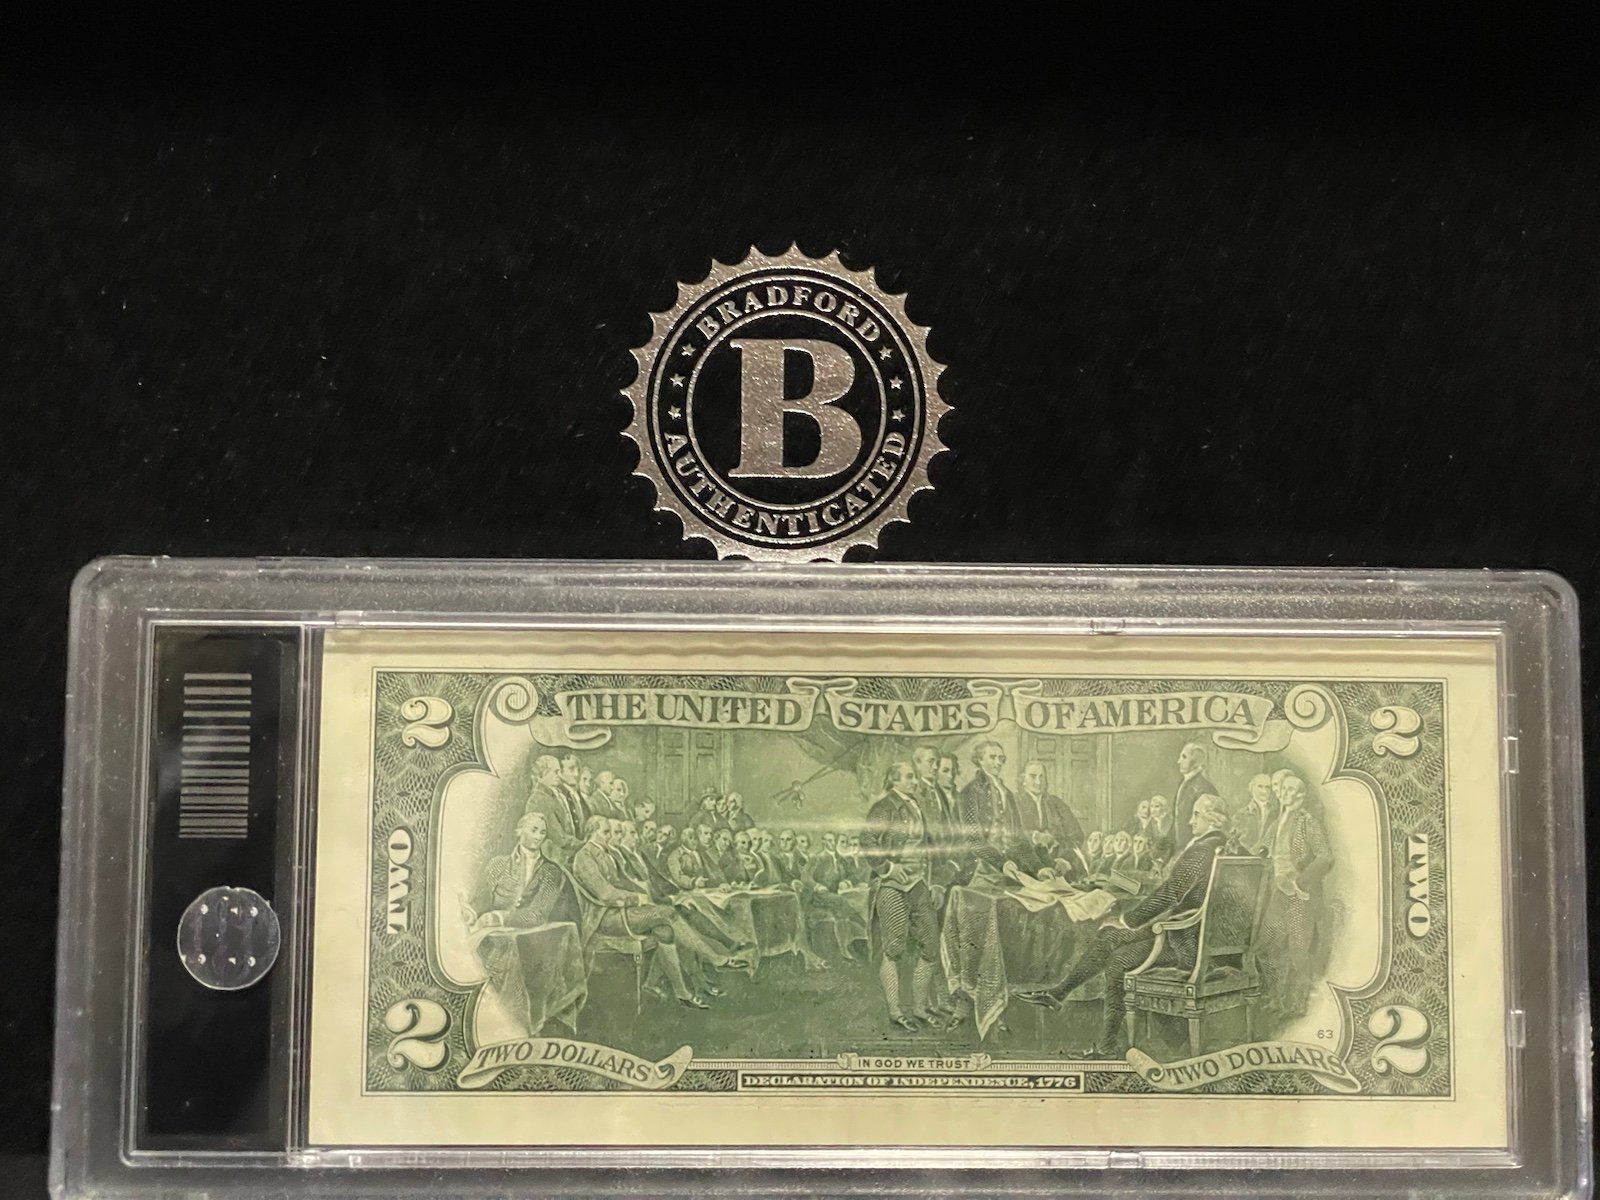 BRADFORD
B
AUTHENTICATED
2 THE UNITED STATES OF AMERICA 2
TWO TWO
63
2 TWO DOLLARS IN GOD WE TRUST TWO DOLLARS 2
DECLARATION OF INDEPENDENCE, 1776